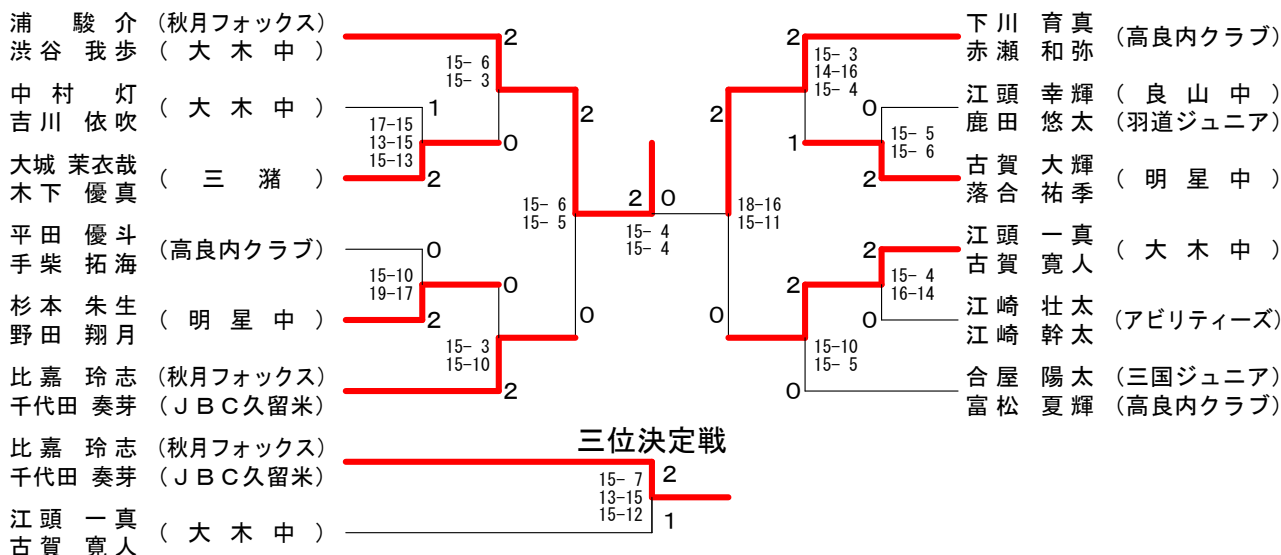 浦 駿介 (秋月フォックス)
渋谷 我歩 ( 大 木 中 )
中村 灯
吉川 依吹
( 大 木 中 )
大城 茉衣哉
木下 優真
( 三 潴 )
平田 優斗
手柴 拓海
(高良内クラブ)
杉本 朱生
野田 翔月
( 明 星 中 )
比嘉 玲志 (秋月フォックス)
千代田 奏芽 (ＪＢＣ久留米)
2
15- 6
15- 3
1
17-15
13-15
15-13
0
2
2
0
15-10
19-17
0
2
15- 3
15-10
2
0
15- 6
15- 5
2 0
15- 4
15- 4
2
18-16
15-11
0
2
15- 3
14-16
15- 4
1
0
15- 5
15- 6
2
2
15- 4
16-14
0
2
15-10
15- 5
0
下川 育真
赤瀬 和弥
(高良内クラブ)
江頭 幸輝 ( 良 山 中 )
鹿田 悠太 (羽道ジュニア)
古賀 大輝
落合 祐季
( 明 星 中 )
江頭 一真
古賀 寛人
( 大 木 中 )
江崎 壮太
江崎 幹太
(アビリティーズ)
合屋 陽太 (三国ジュニア)
富松 夏輝 (高良内クラブ)
三位決定戦
比嘉 玲志 (秋月フォックス)
千代田 奏芽 (ＪＢＣ久留米)
江頭 一真
古賀 寛人
( 大 木 中 )
2
15- 7
13-15
15-12
1